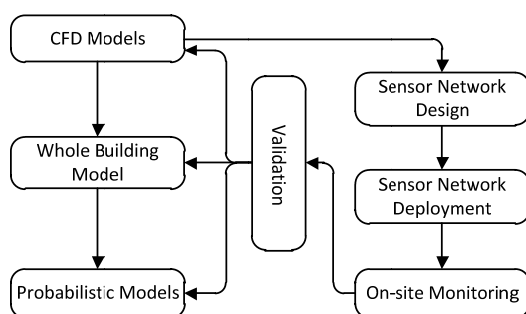 CFD Models
Sensor Network
Design
Whole Building
Model
Validation
Sensor Network
Deployment
Probabilistic Models
On-site Monitoring